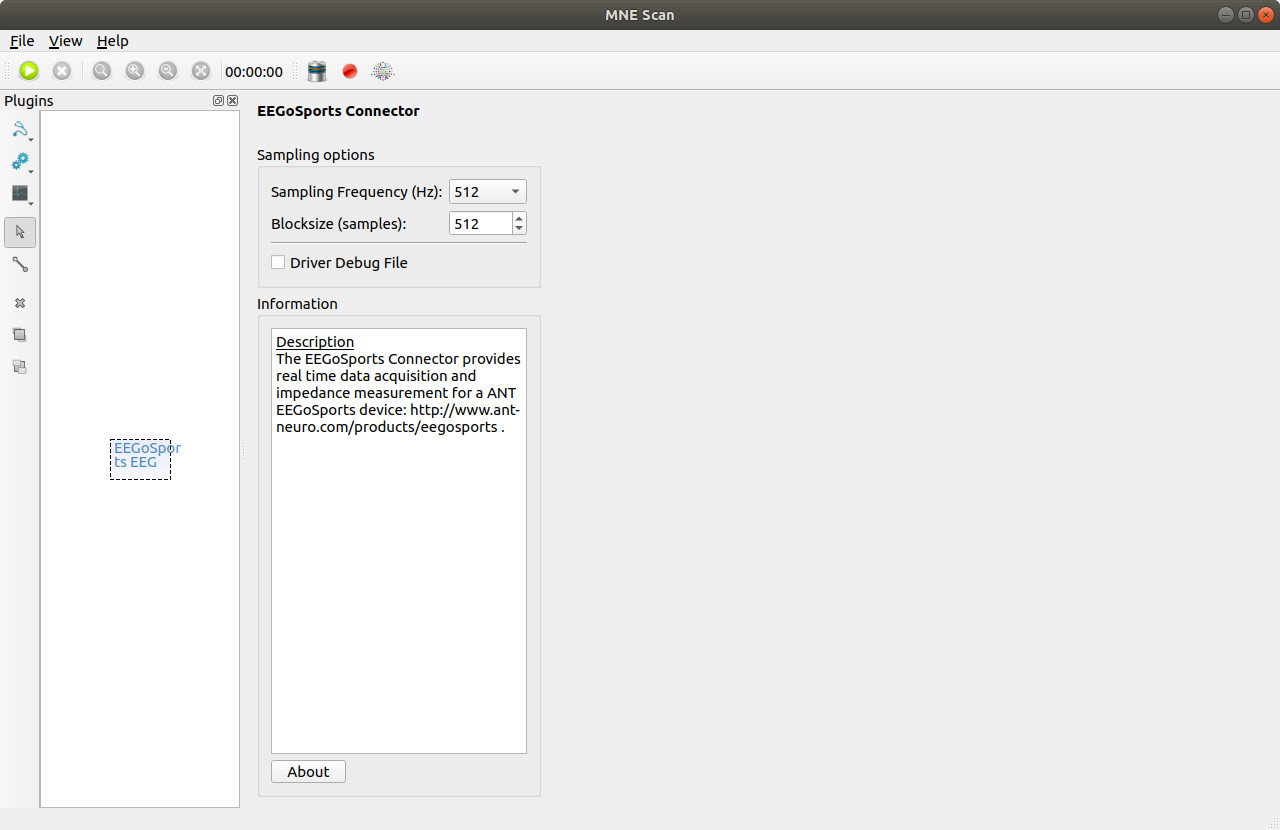 MNE Scan
File View Help
00:00:00
Plugins
EEGoSpor
ts EEG
EEGoSports Connector
Sampling options
Sampling Frequency (Hz): 512
Blocksize (samples): 512
Driver Debug File
Information
Description
The EEGoSports Connector provides
real time data acquisition and
impedance measurement for a ANT
EEGoSports device: http://www.ant-
neuro.com/products/eegosports .
About